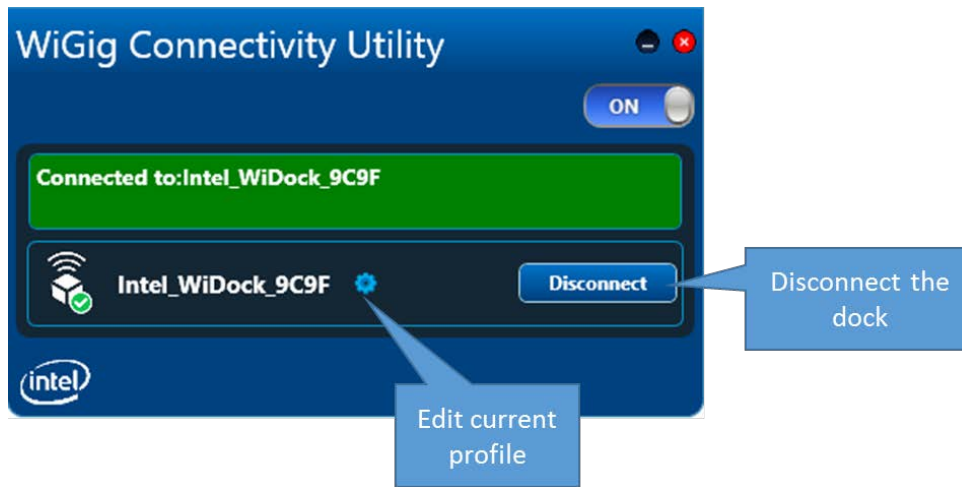 WiGig Connectivity Utility
ON
Connected to:Intel_WiDock_9C9F
Intel_WiDock_9C9F
Disconnect
Disconnect the
dock
intel
Edit current
profile